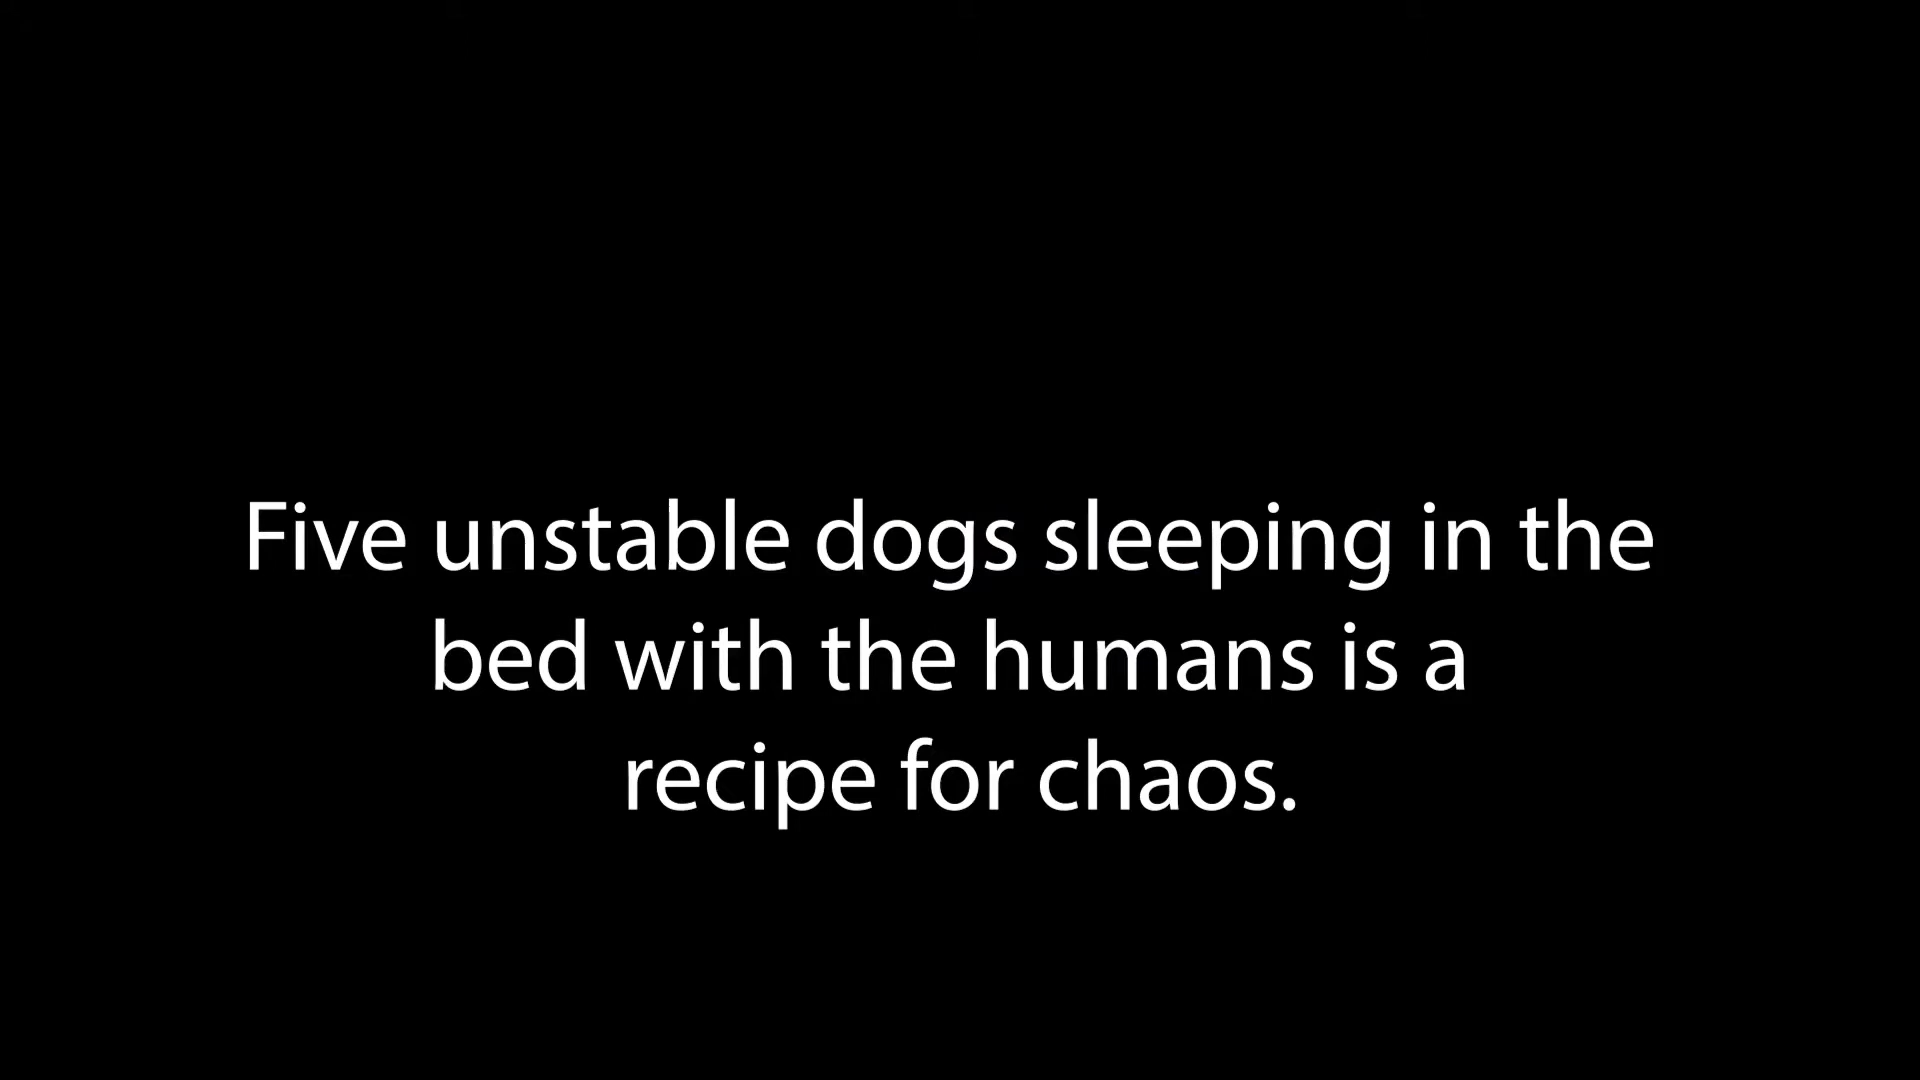 Five unstable dogs sleeping in the
bed with the humans is a
recipe for chaos.